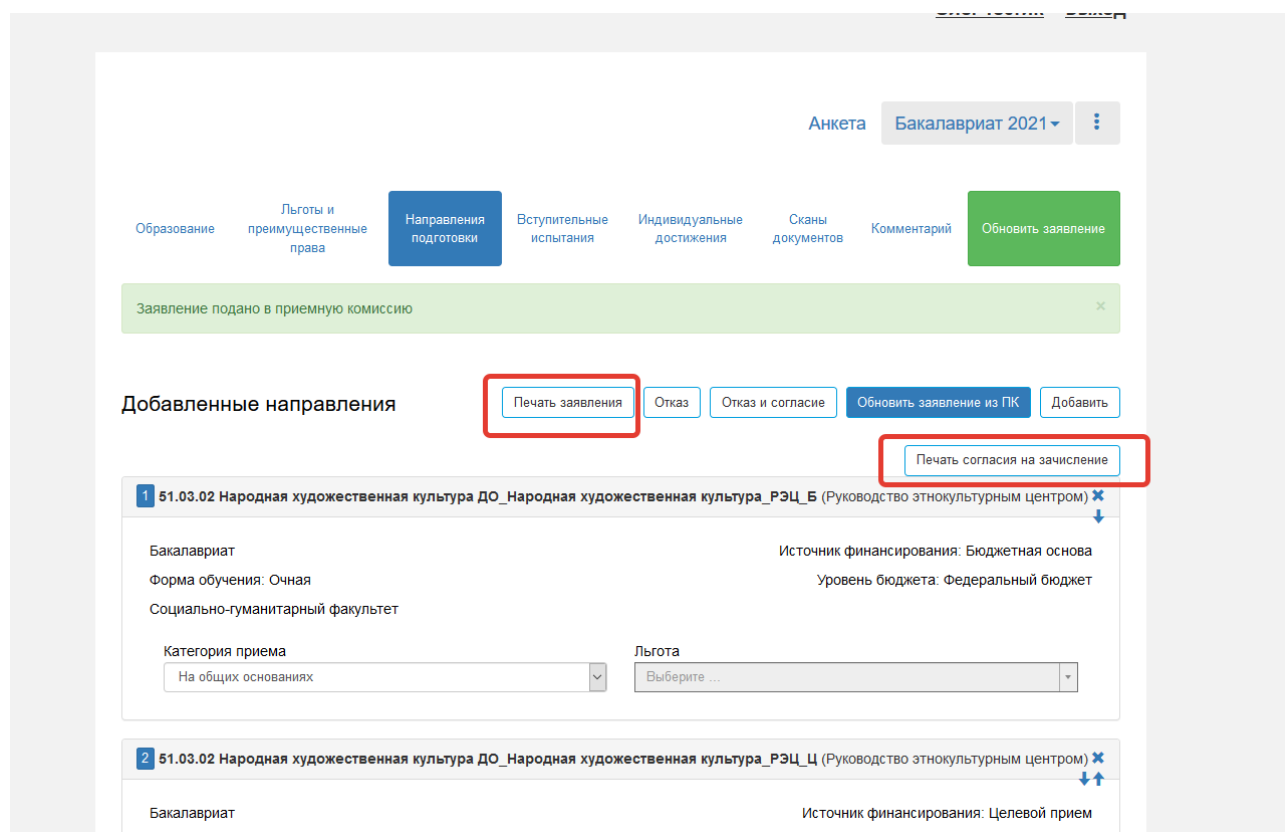 Анкета Бакалавриат 2021
Образование
Льготы и
преимущественные
права
Направления
подготовки
Вступительные
испытания
Индивидуальные
достижения
Сканы
документов
Комментарий
Обновить заявление
Заявление подано в приемную комиссию ×
Добавленные направления
Печать заявления Отказ Отказ и согласие Обновить заявление из ПК Добавить
Печать согласия на зачисление
1 51.03.02 Народная художественная культура ДО_Народная художественная культура_РЭЦ_Б (Руководство этнокультурным центром)
Бакалавриат Источник финансирования: Бюджетная основа
Форма обучения: Очная Уровень бюджета: Федеральный бюджет
Социально-гуманитарный факультет
Категория приема Льгота
На общих основаниях Выберите ...
2 51.03.02 Народная художественная культура ДО_Народная художественная культура_РЭЦ_Ц (Руководство этнокультурным центром)
Бакалавриат Источник финансирования: Целевой прием